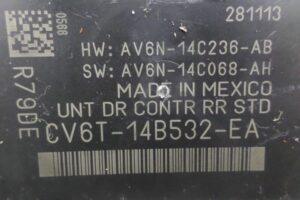 281113
0588
HW: AV6N-14C236-AB
SW: AV6N-14C068-AH
MADE IN MEXICO
UNT DR CONTR RR STD
R79DE
CV6T-14B532-EA